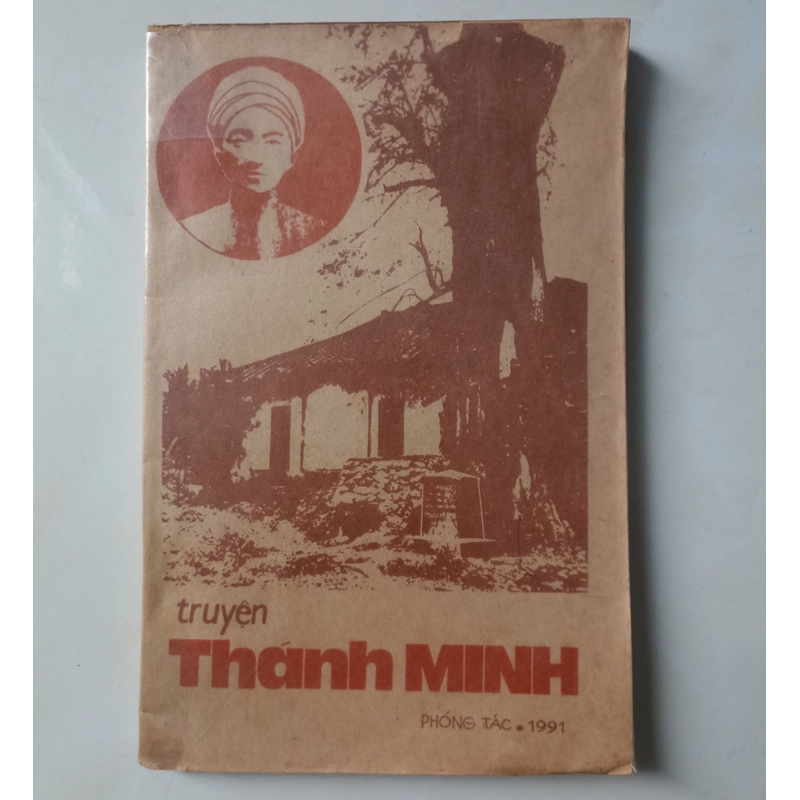 truyện
Thánh MINH
PHÓNG TÁC • 1991